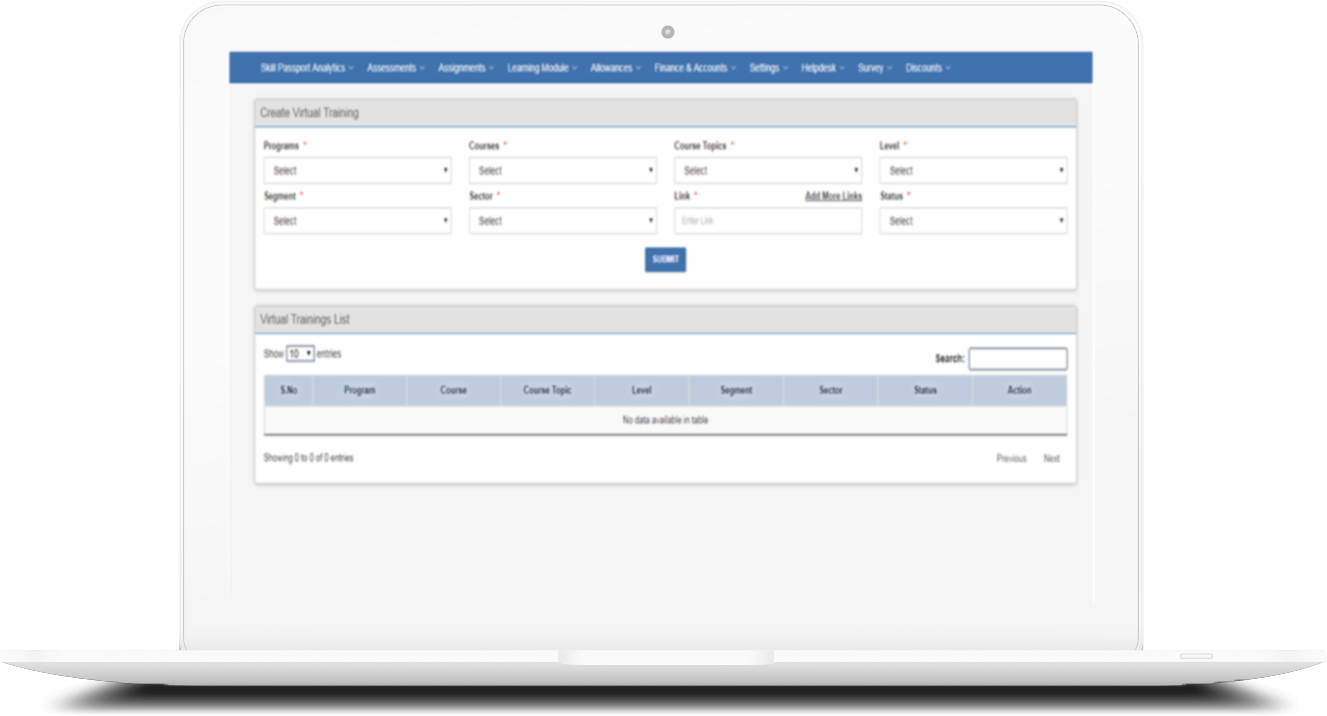 Skill Passport Analytics Assessments Assignments Learning Module Allowances Finance & Accounts Settings Helpdesk Survey Discounts
Create Virtual Training
Programs * Courses * Course Topics * Level *
Select Select Select Select
Segment * Sector * Link * Add More Links Status *
Select Select Enter Link Select
SUBMIT
Virtual Trainings List
Show 10 entries
Search:
S.No Program Course Course Topic Level Segment Sector Status Action
No data available in table
Showing 0 to 0 of 0 entries
Previous Next